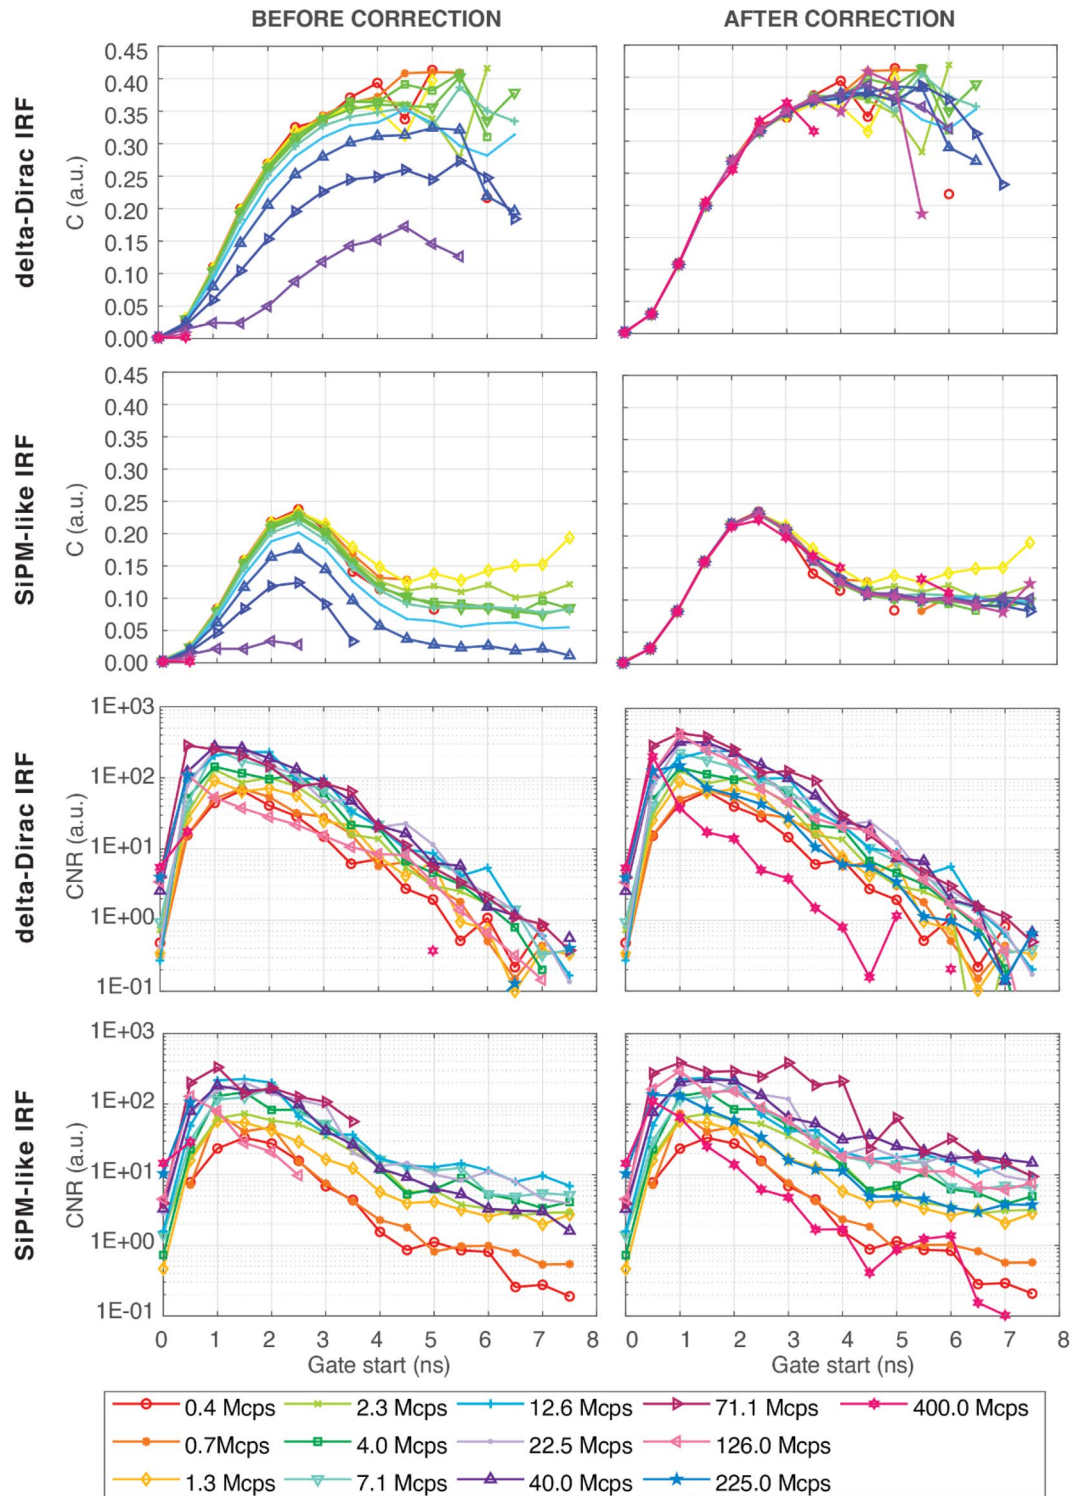 BEFORE CORRECTION
AFTER CORRECTION
delta-Dirac IRF
C (a.u.)
0.45
0.40
0.35
0.30
0.25
0.20
0.15
0.10
0.05
0.00
SiPM-like IRF
C (a.u.)
0.45
0.40
0.35
0.30
0.25
0.20
0.15
0.10
0.05
0.00
delta-Dirac IRF
CNR (a.u.)
1E+03
1E+02
1E+01
1E+00
1E-01
SiPM-like IRF
CNR (a.u.)
1E+03
1E+02
1E+01
1E+00
1E-01
0 1 2 3 4 5 6 7 8
Gate start (ns)
0 1 2 3 4 5 6 7 8
Gate start (ns)
0.4 Mcps 2.3 Mcps 12.6 Mcps 71.1 Mcps 400.0 Mcps
0.7Mcps 4.0 Mcps 22.5 Mcps 126.0 Mcps
1.3 Mcps 7.1 Mcps 40.0 Mcps 225.0 Mcps